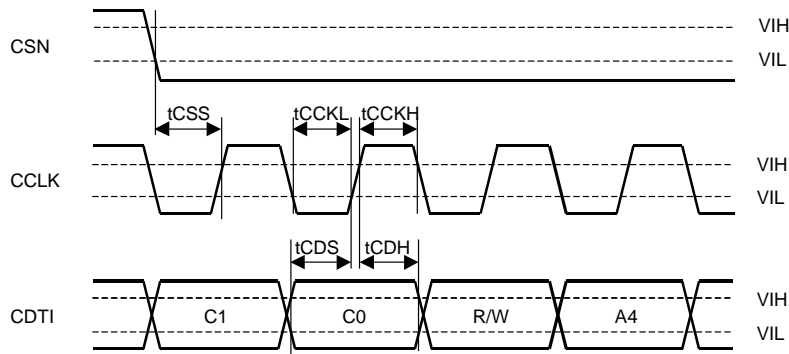 CSN
VIH
VIL
tCSS
tCCKL
tCCKH
CCLK
VIH
VIL
tCDS
tCDH
CDTI
C1
C0
R/W
A4
VIH
VIL